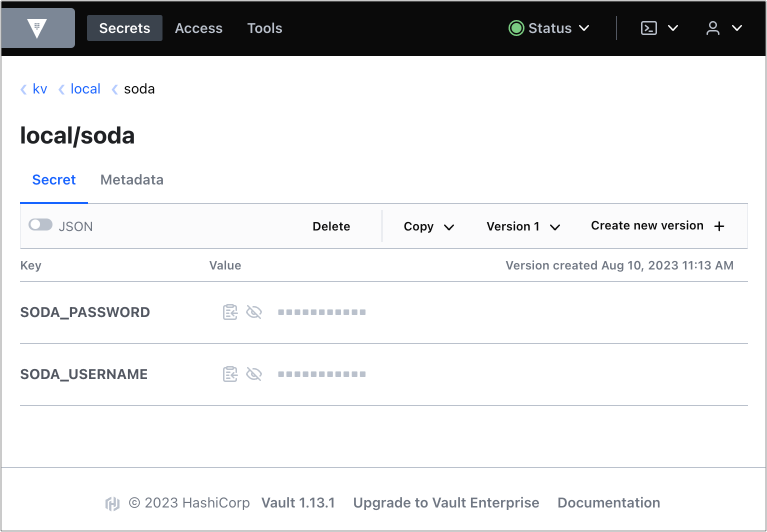 Secrets Access Tools Status
kv local soda
local/soda
Secret Metadata
JSON Delete Copy Version 1 Create new version
Key Value Version created Aug 10, 2023 11:13 AM
SODA_PASSWORD
SODA_USERNAME
© 2023 HashiCorp Vault 1.13.1 Upgrade to Vault Enterprise Documentation